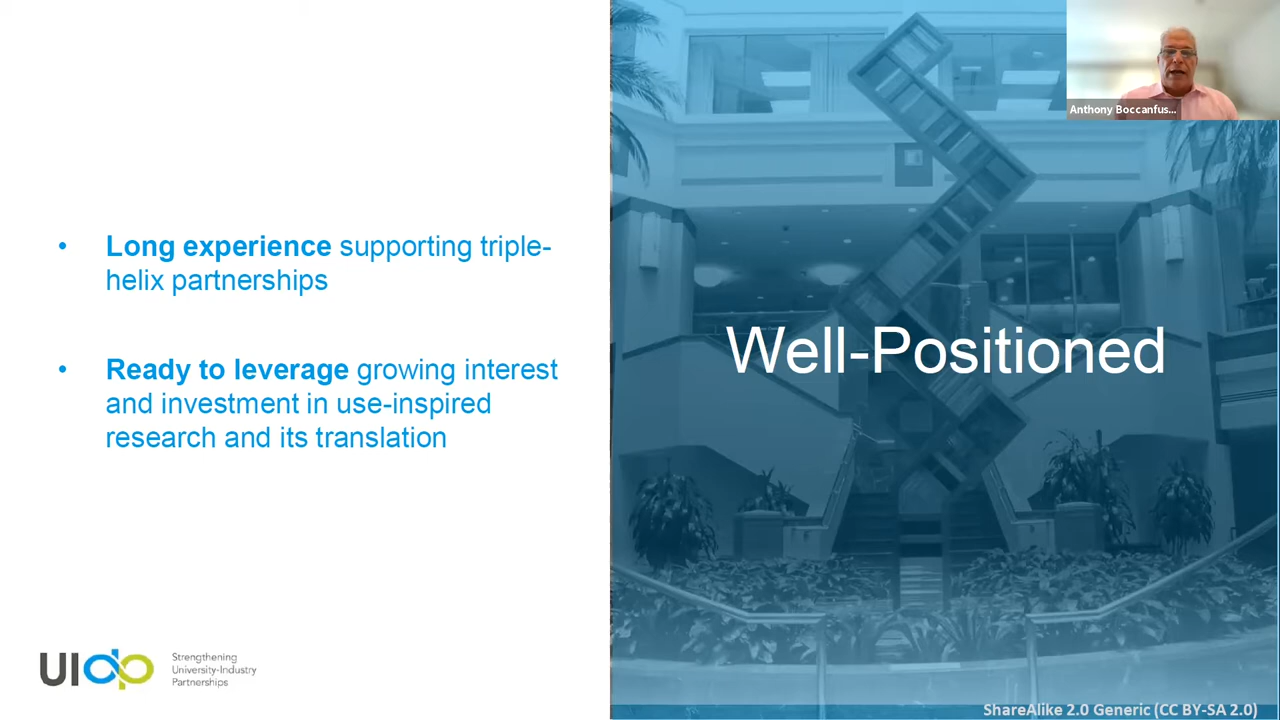 • Long experience supporting triple-
helix partnerships
• Ready to leverage growing interest
and investment in use-inspired
research and its translation
Well-Positioned
Anthony Boccanfus...
UIDP
Strengthening
University-Industry
Partnerships
ShareAlike 2.0 Generic (CC BY-SA 2.0)